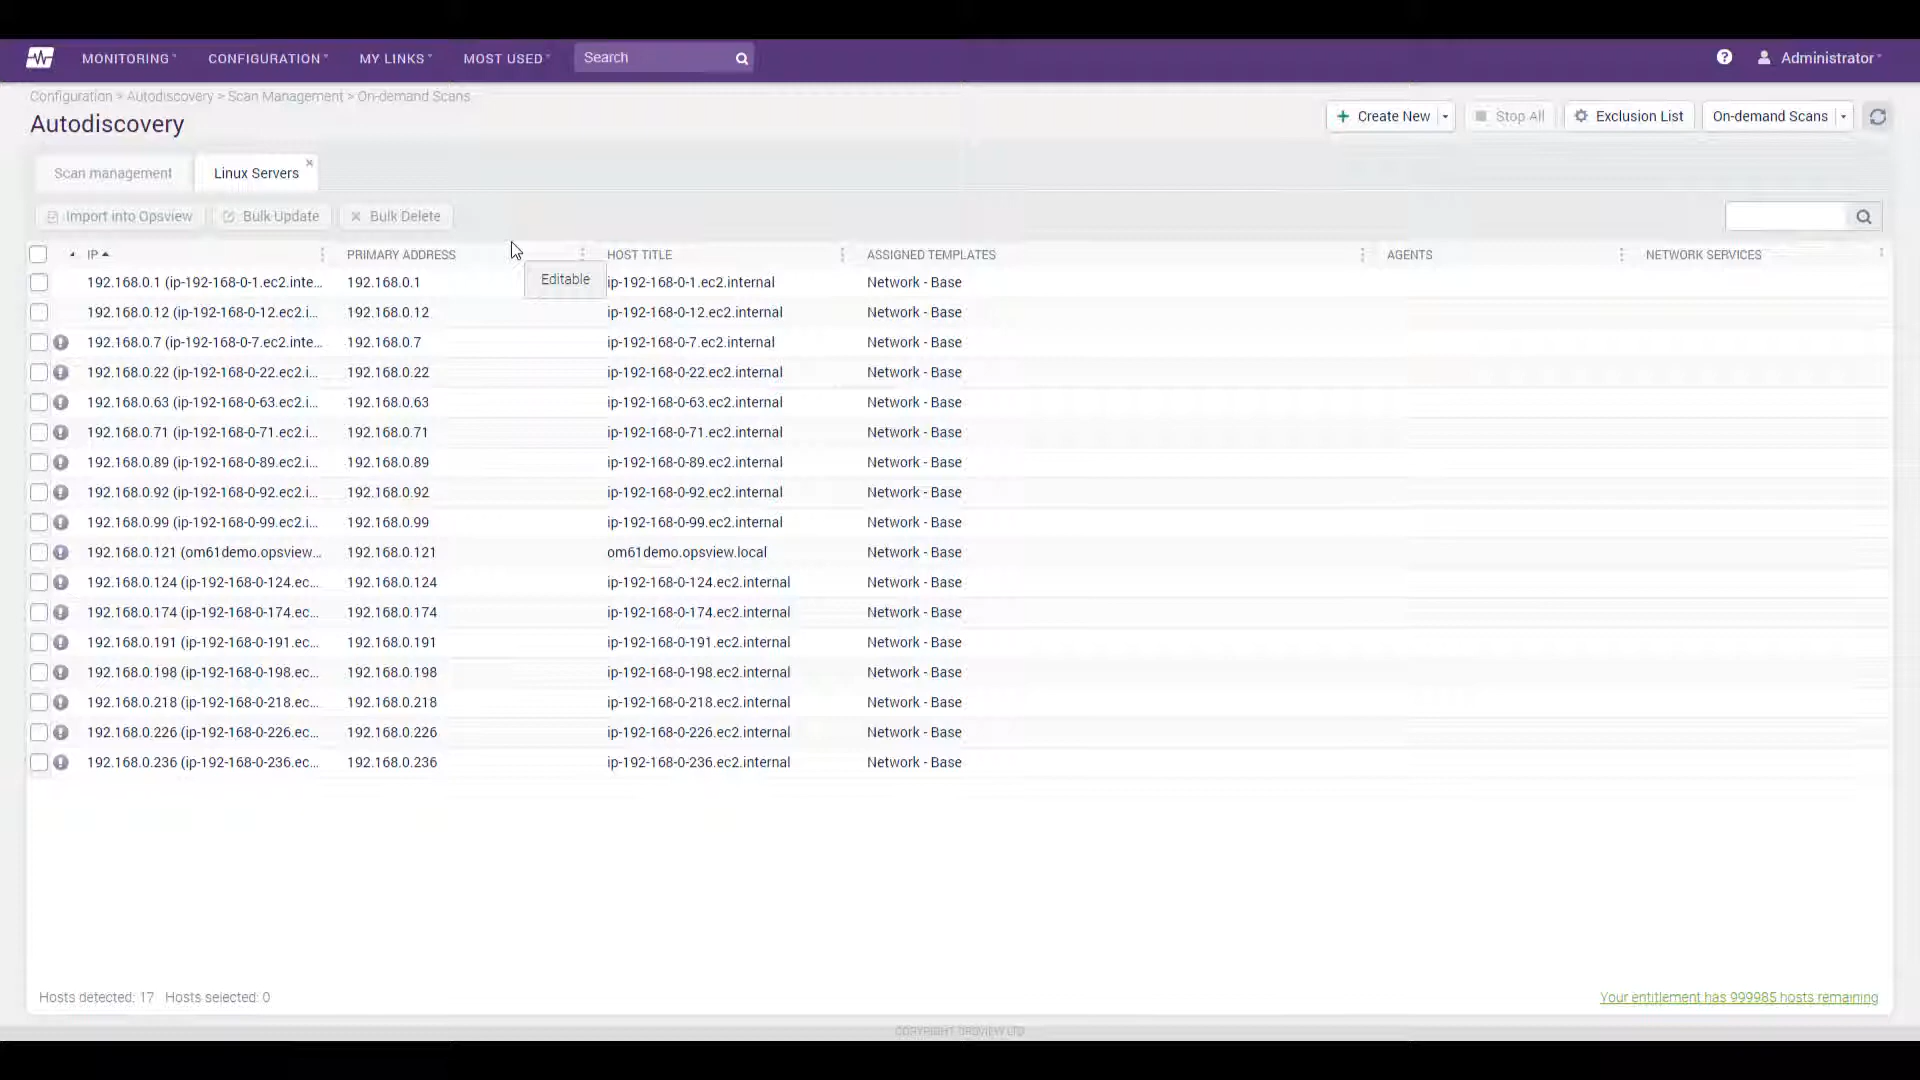 MONITORING CONFIGURATION MY LINKS MOST USED Search Administrator
Configuration > Autodiscovery > Scan Management > On-demand Scans
Autodiscovery
Create New Stop All Exclusion List On-demand Scans
Scan management Linux Servers
Import into Opsview Bulk Update Bulk Delete
IP PRIMARY ADDRESS HOST TITLE ASSIGNED TEMPLATES AGENTS NETWORK SERVICES
Editable
192.168.0.1 (ip-192-168-0-1.ec2.inte... 192.168.0.1 ip-192-168-0-1.ec2.internal Network - Base
192.168.0.12 (ip-192-168-0-12.ec2.i... 192.168.0.12 ip-192-168-0-12.ec2.internal Network - Base
192.168.0.7 (ip-192-168-0-7.ec2.inte... 192.168.0.7 ip-192-168-0-7.ec2.internal Network - Base
192.168.0.22 (ip-192-168-0-22.ec2.i... 192.168.0.22 ip-192-168-0-22.ec2.internal Network - Base
192.168.0.63 (ip-192-168-0-63.ec2.i... 192.168.0.63 ip-192-168-0-63.ec2.internal Network - Base
192.168.0.71 (ip-192-168-0-71.ec2.i... 192.168.0.71 ip-192-168-0-71.ec2.internal Network - Base
192.168.0.89 (ip-192-168-0-89.ec2.i... 192.168.0.89 ip-192-168-0-89.ec2.internal Network - Base
192.168.0.92 (ip-192-168-0-92.ec2.i... 192.168.0.92 ip-192-168-0-92.ec2.internal Network - Base
192.168.0.99 (ip-192-168-0-99.ec2.i... 192.168.0.99 ip-192-168-0-99.ec2.internal Network - Base
192.168.0.121 (om61demo.opsview... 192.168.0.121 om61demo.opsview.local Network - Base
192.168.0.124 (ip-192-168-0-124.ec... 192.168.0.124 ip-192-168-0-124.ec2.internal Network - Base
192.168.0.174 (ip-192-168-0-174.ec... 192.168.0.174 ip-192-168-0-174.ec2.internal Network - Base
192.168.0.191 (ip-192-168-0-191.ec... 192.168.0.191 ip-192-168-0-191.ec2.internal Network - Base
192.168.0.198 (ip-192-168-0-198.ec... 192.168.0.198 ip-192-168-0-198.ec2.internal Network - Base
192.168.0.218 (ip-192-168-0-218.ec... 192.168.0.218 ip-192-168-0-218.ec2.internal Network - Base
192.168.0.226 (ip-192-168-0-226.ec... 192.168.0.226 ip-192-168-0-226.ec2.internal Network - Base
192.168.0.236 (ip-192-168-0-236.ec... 192.168.0.236 ip-192-168-0-236.ec2.internal Network - Base
Hosts detected: 17 Hosts selected: 0 Your entitlement has 999985 hosts remaining
COPYRIGHT OPSVIEW LTD